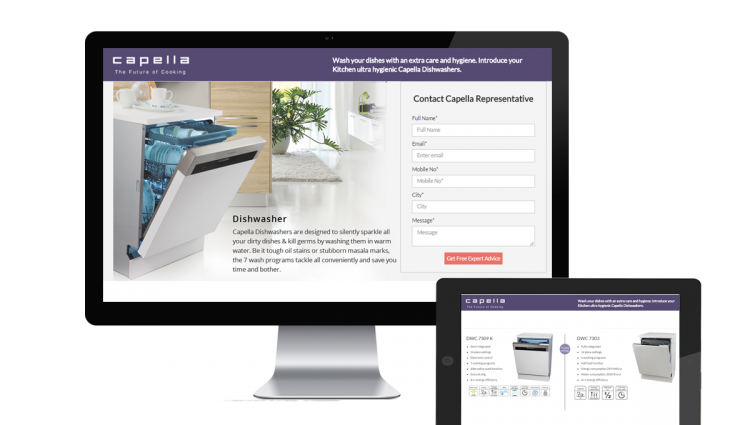 capella
The Future of Cooking
Wash your dishes with an extra care and hygiene. Introduce your
Kitchen ultra hygienic Capella Dishwashers.
Contact Capella Representative
Full Name*
Full Name
Email*
Enter email
Mobile No*
Mobile No*
City*
City
Message*
Message
Get Free Expert Advice
Dishwasher
Capella Dishwashers are designed to silently sparkle all
your dirty dishes & kill germs by washing them in warm
water. Be it tough oil stains or stubborn masala marks,
the 7 wash programs tackle all conveniently and save you
time and bother.
capella
The Future of Cooking
Wash your dishes with an extra care and hygiene. Introduce your
Kitchen ultra hygienic Capella Dishwashers.
DWC 7309 K
DWC 7303